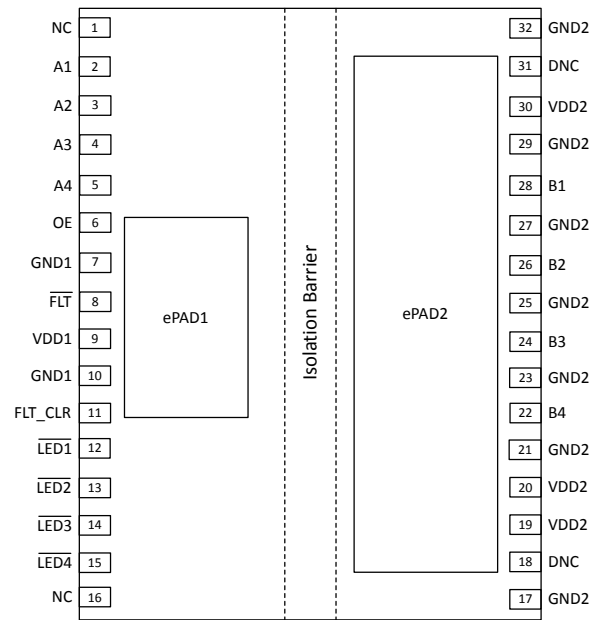 NC 1
A1 2
A2 3
A3 4
A4 5
OE 6
GND1 7
FLT 8
VDD1 9
GND1 10
FLT_CLR 11
LED1 12
LED2 13
LED3 14
LED4 15
NC 16
ePAD1
Isolation Barrier
ePAD2
32 GND2
31 DNC
30 VDD2
29 GND2
28 B1
27 GND2
26 B2
25 GND2
24 B3
23 GND2
22 B4
21 GND2
20 VDD2
19 VDD2
18 DNC
17 GND2